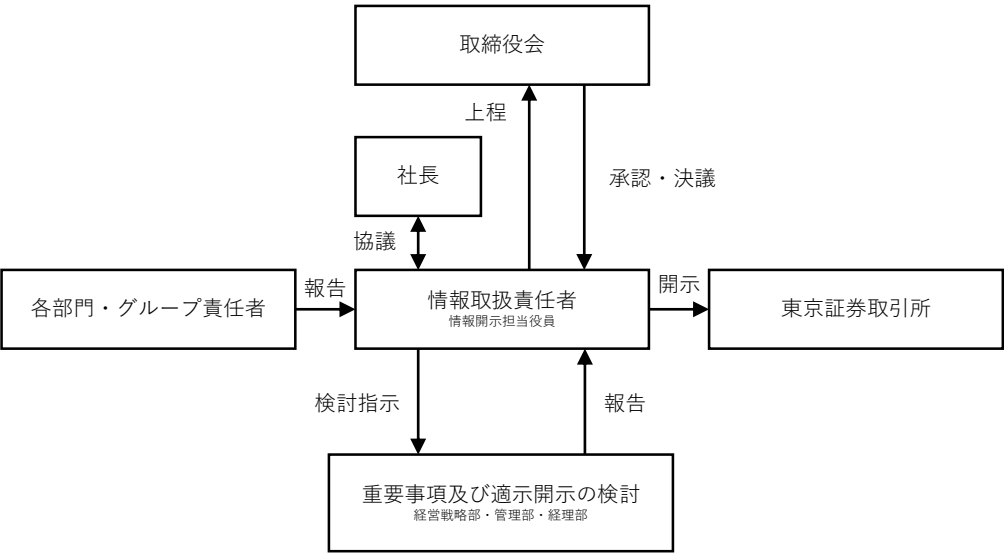 取締役会
上程
社長
承認・決議
協議
各部門・グループ責任者
報告
情報取扱責任者
情報開示担当役員
開示
東京証券取引所
検討指示
報告
重要事項及び適示開示の検討
経営戦略部・管理部・経理部